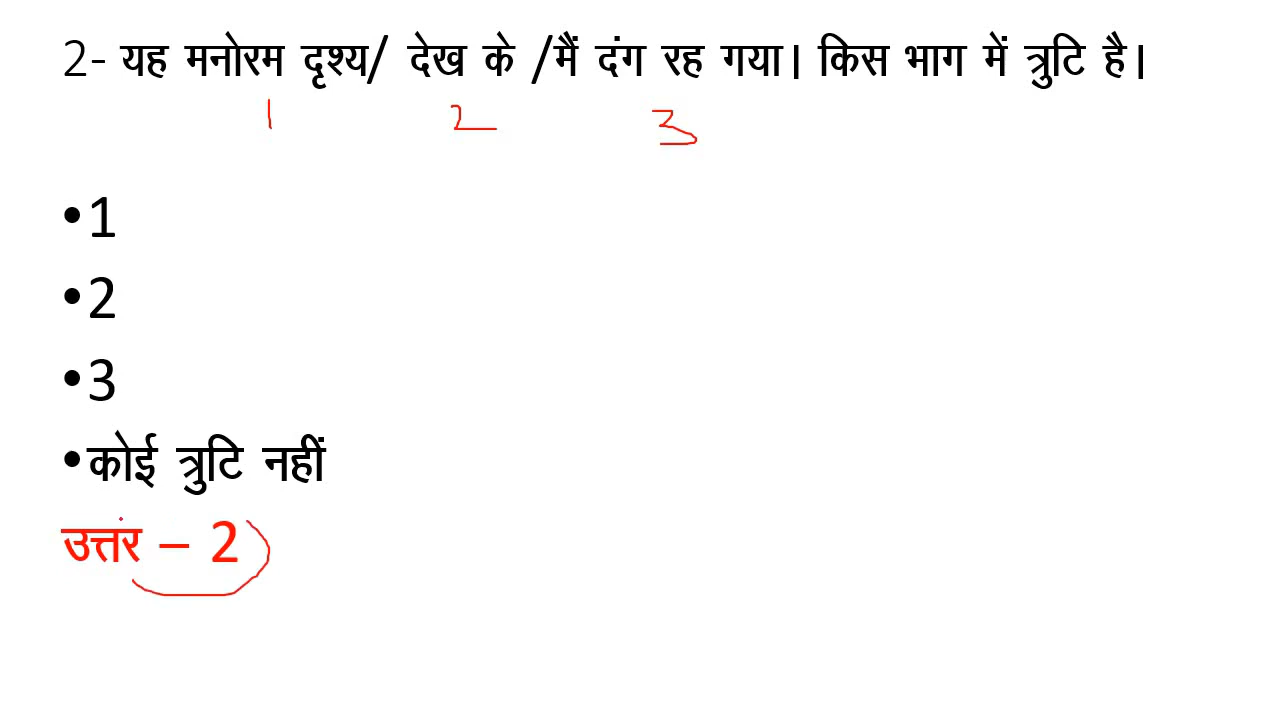 2- यह मनोरम दृश्य/ देख के /मैं दंग रह गया। किस भाग में त्रुटि है।
1 2 3
•1
•2
•3
•कोई त्रुटि नहीं
उत्तर – 2